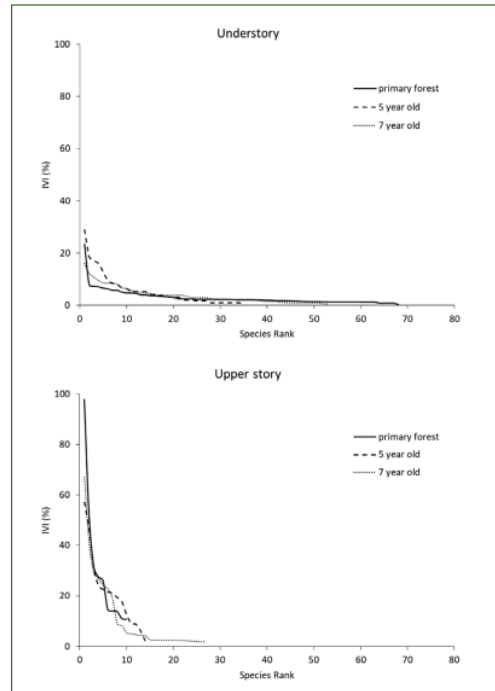 Understory
100
80
60
40
20
0
IVI (%)
primary forest
5 year old
7 year old
0 10 20 30 40 50 60 70 80
Species Rank
Upper story
100
80
60
40
20
0
IVI (%)
primary forest
5 year old
7 year old
0 10 20 30 40 50 60 70 80
Species Rank